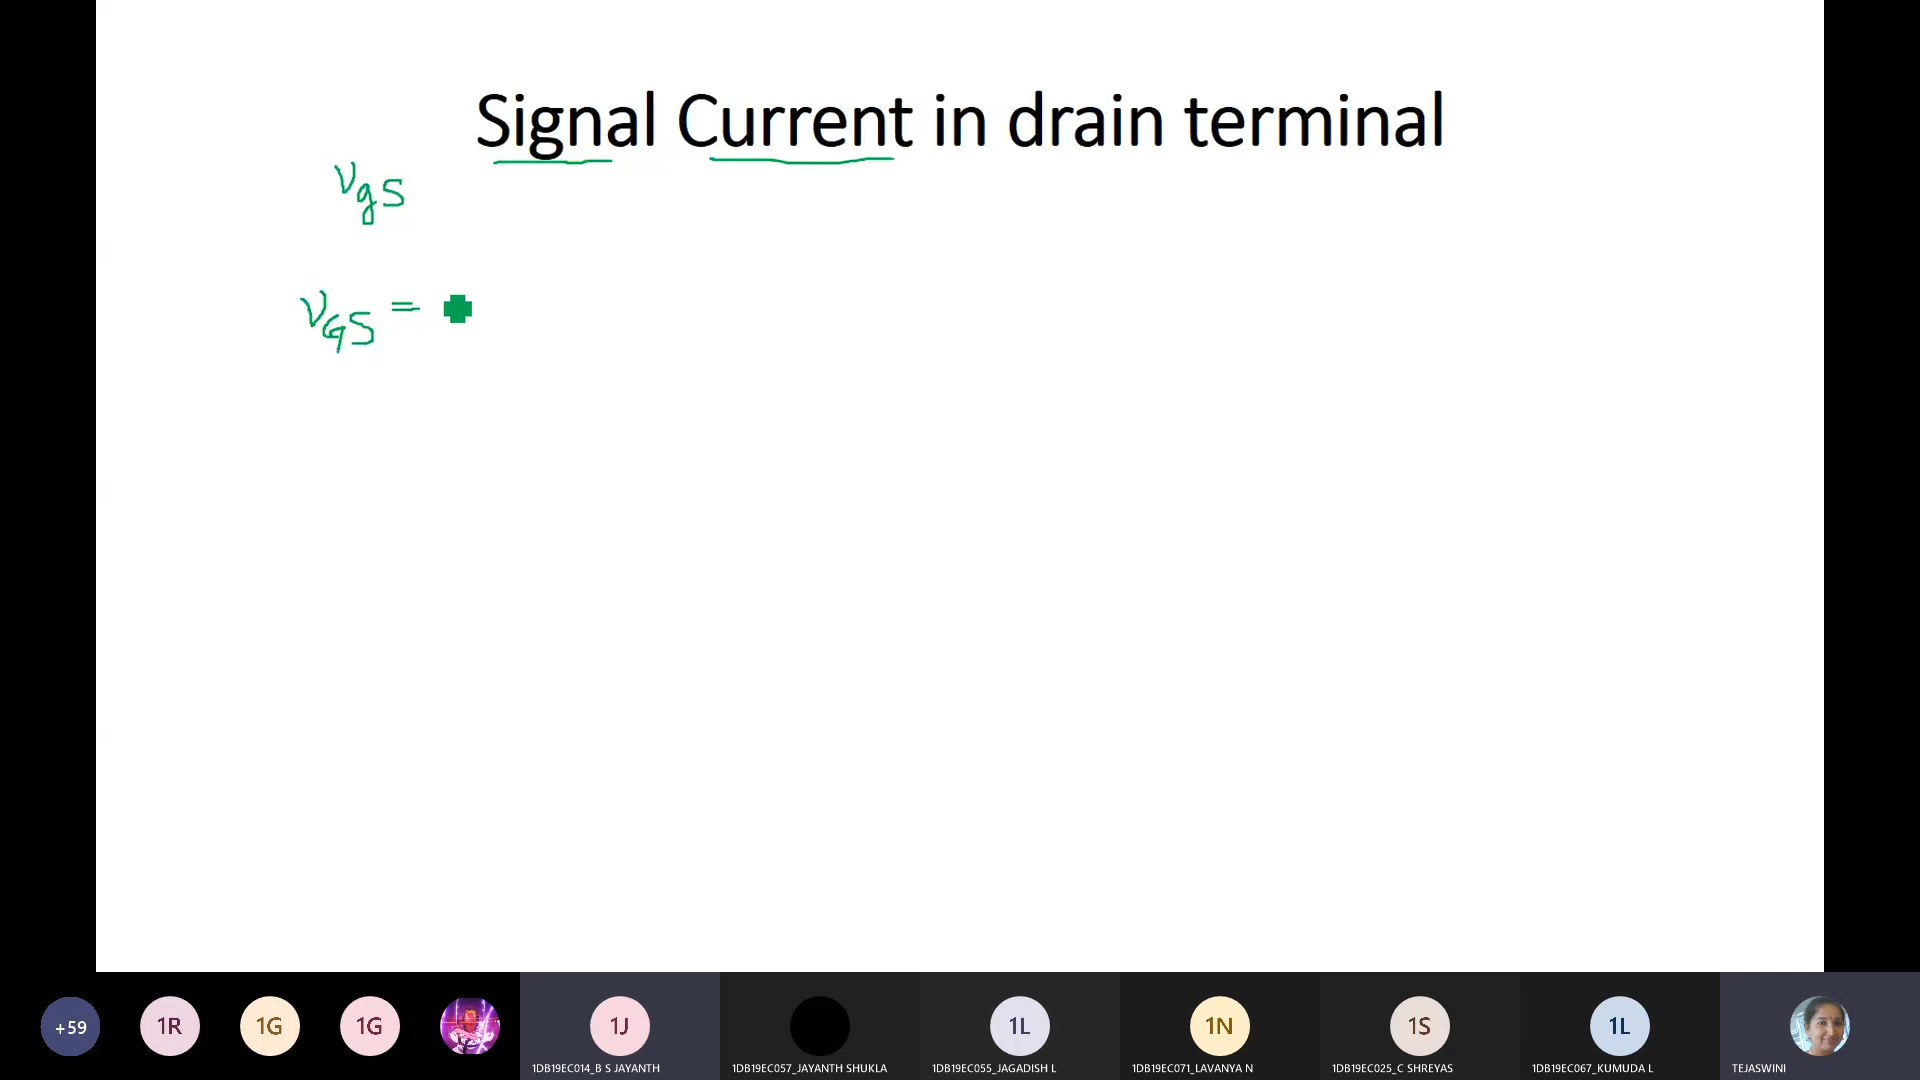 Signal Current in drain terminal
vgs
vGS =
+59
1R
1G
1G
1J
1L
1N
1S
1L
1DB19EC014_B S JAYANTH
1DB19EC057_JAYANTH SHUKLA
1DB19EC055_JAGADISH L
1DB19EC071_LAVANYA N
1DB19EC025_C SHREYAS
1DB19EC067_KUMUDA L
TEJASWINI